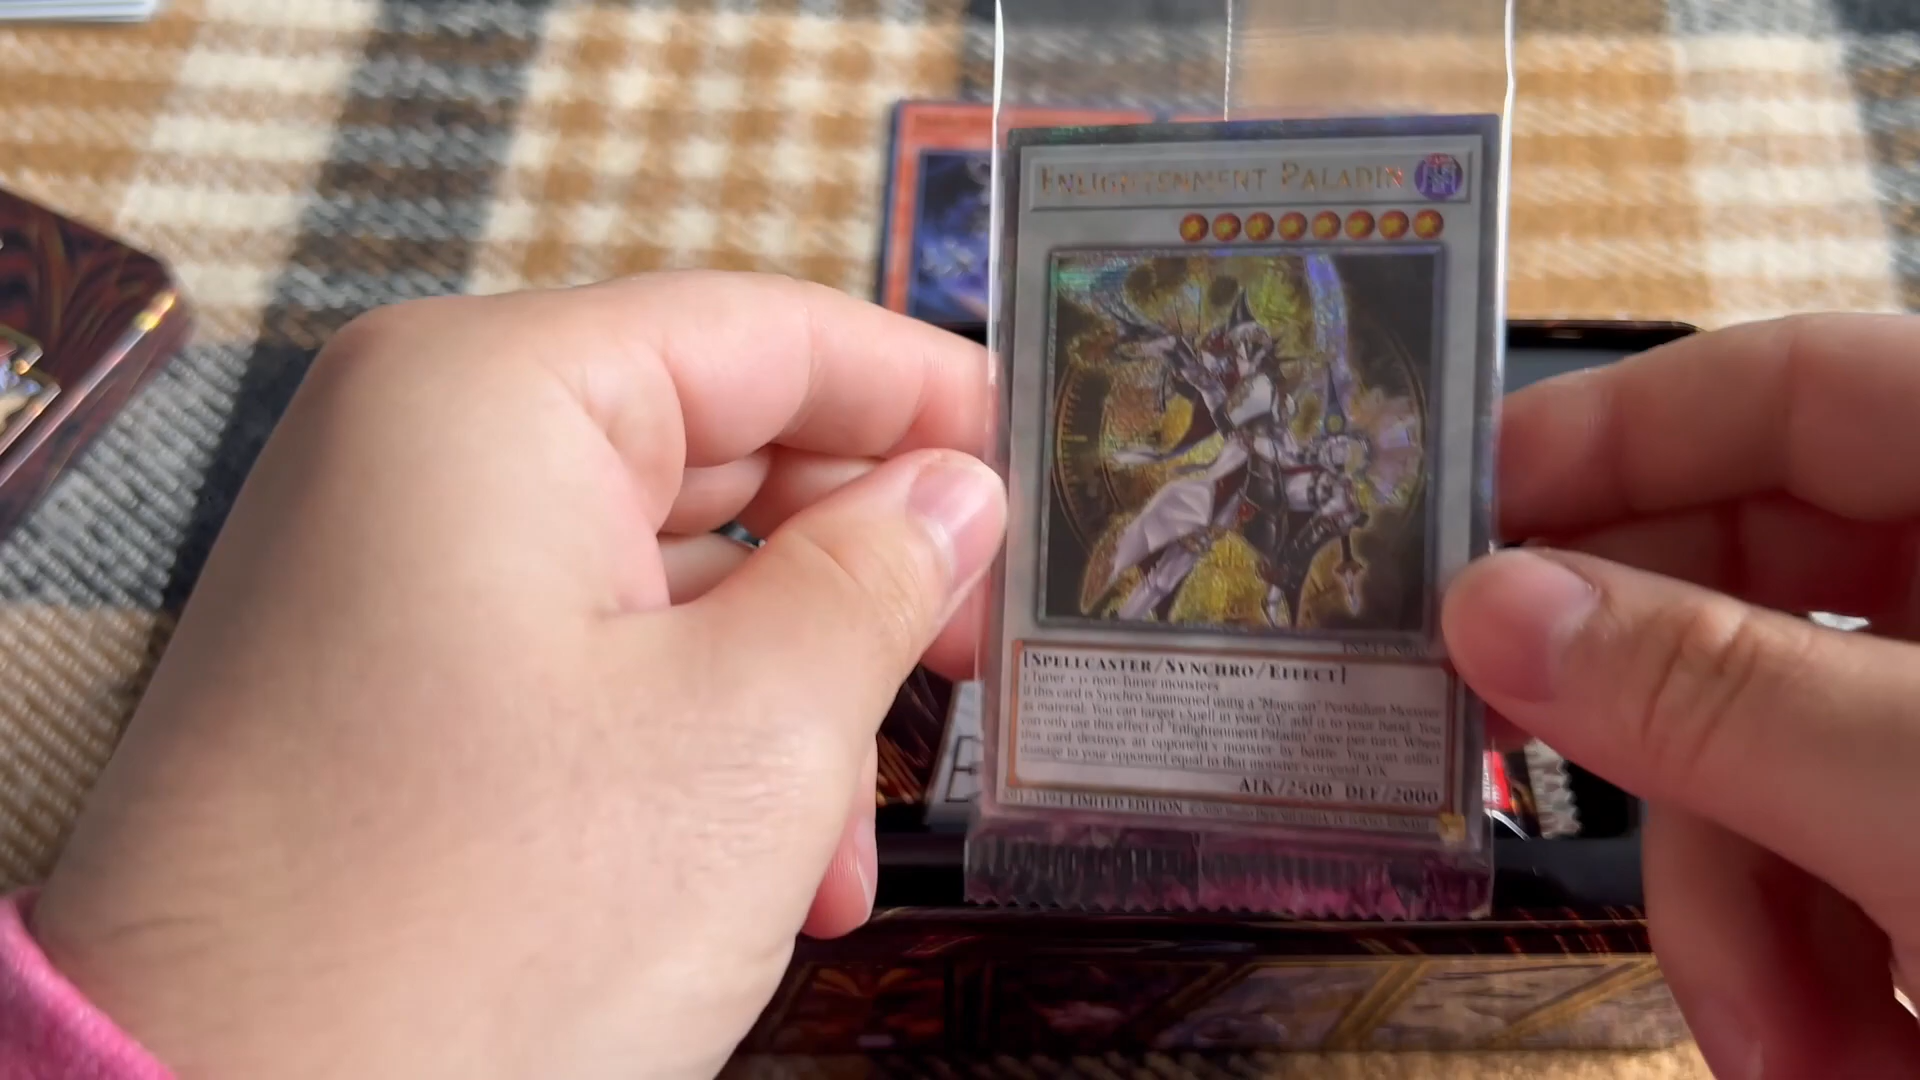 ENLIGHTENMENT PALADIN
[SPELLCASTER/SYNCHRO/EFFECT]
1 Tuner + 1+ non-Tuner monsters
If this card is Synchro Summoned using a "Magician" Pendulum Monster
as material: You can target 1 Spell in your GY; add it to your hand. You
can only use this effect of "Enlightenment Paladin" once per turn. When
this card destroys an opponent's monster by battle: You can inflict
damage to your opponent equal to that monster's original ATK.
ATK/2500 DEF/2000
LIMITED EDITION